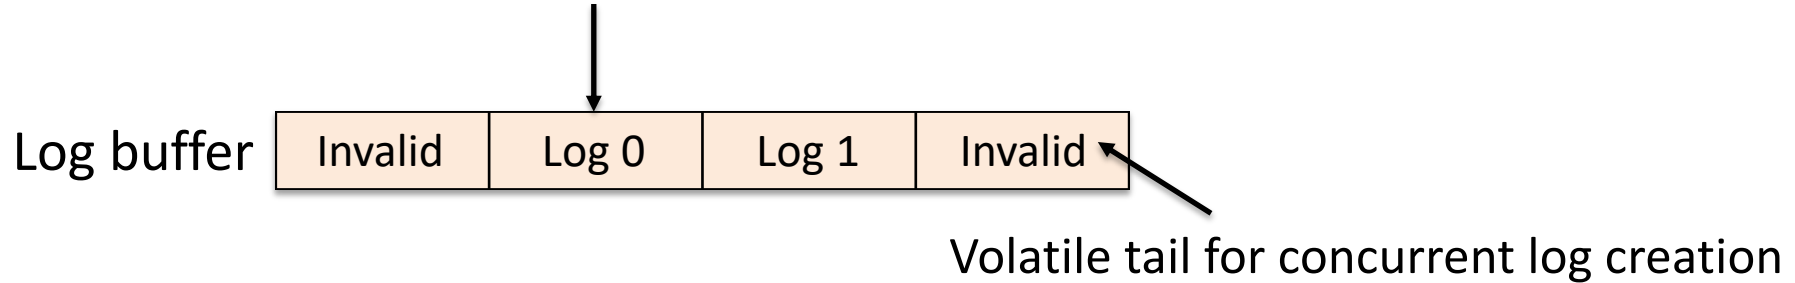 Log buffer Invalid Log 0 Log 1 Invalid
Volatile tail for concurrent log creation